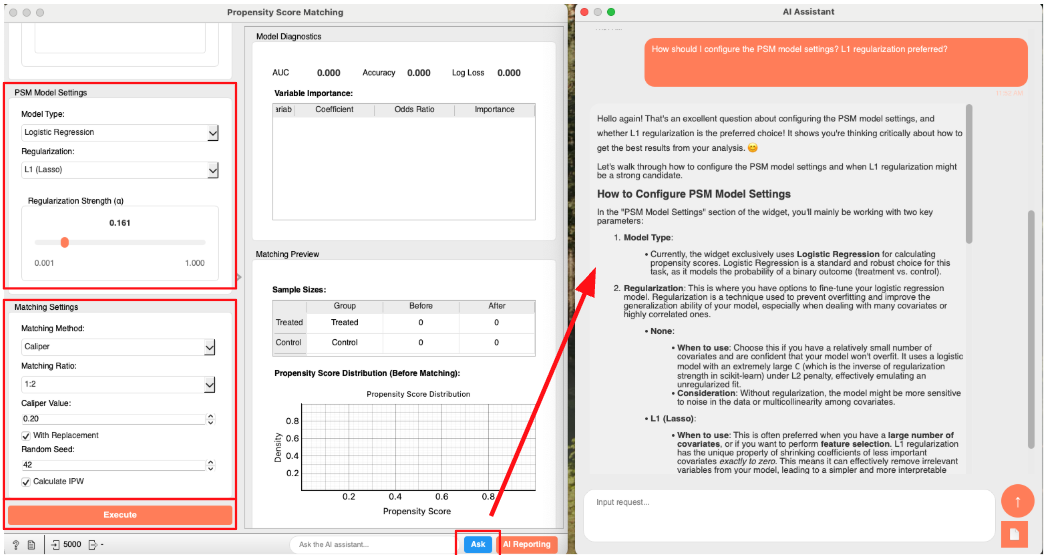 Propensity Score Matching
PSM Model Settings
Model Type:
Logistic Regression
Regularization:
L1 (Lasso)
Regularization Strength (α)
0.161
0.001 1.000
Matching Settings
Matching Method:
Caliper
Matching Ratio:
1:2
Caliper Value:
0.20
With Replacement
Random Seed:
42
Calculate IPW
Execute
Model Diagnostics
AUC 0.000 Accuracy 0.000 Log Loss 0.000
Variable Importance:
ariab Coefficient Odds Ratio Importance
Matching Preview
Sample Sizes:
Group Before After
Treated Treated 0 0
Control Control 0 0
Propensity Score Distribution (Before Matching):
Propensity Score Distribution
Density
0.8
0.6
0.4
0.2
0.2 0.4 0.6 0.8
Propensity Score
? 5000 -
Ask the AI assistant...
Ask
AI Reporting
AI Assistant
How should I configure the PSM model settings? L1 regularization preferred?
Hello again! That's an excellent question about configuring the PSM model settings, and
whether L1 regularization is the preferred choice! It shows you're thinking critically about how to
get the best results from your analysis. 😊
Let's walk through how to configure the PSM model settings and when L1 regularization might
be a strong candidate.
How to Configure PSM Model Settings
In the "PSM Model Settings" section of the widget, you'll mainly be working with two key
parameters:
1. Model Type:
• Currently, the widget exclusively uses Logistic Regression for calculating
propensity scores. Logistic Regression is a standard and robust choice for this
task, as it models the probability of a binary outcome (treatment vs. control).
2. Regularization: This is where you have options to fine-tune your logistic regression
model. Regularization is a technique used to prevent overfitting and improve the
generalization ability of your model, especially when dealing with many covariates or
highly correlated ones.
• None:
• When to use: Choose this if you have a relatively small number of
covariates and are confident that your model won't overfit. It uses a logistic
model with an extremely large C (which is the inverse of regularization
strength in scikit-learn) under L2 penalty, effectively emulating an
unregularized fit.
• Consideration: Without regularization, the model might be more sensitive
to noise in the data or multicollinearity among covariates.
• L1 (Lasso):
• When to use: This is often preferred when you have a large number of
covariates, or if you want to perform feature selection. L1 regularization
has the unique property of shrinking coefficients of less important
covariates exactly to zero. This means it can effectively remove irrelevant
variables from your model, leading to a simpler and more interpretable
Input request...